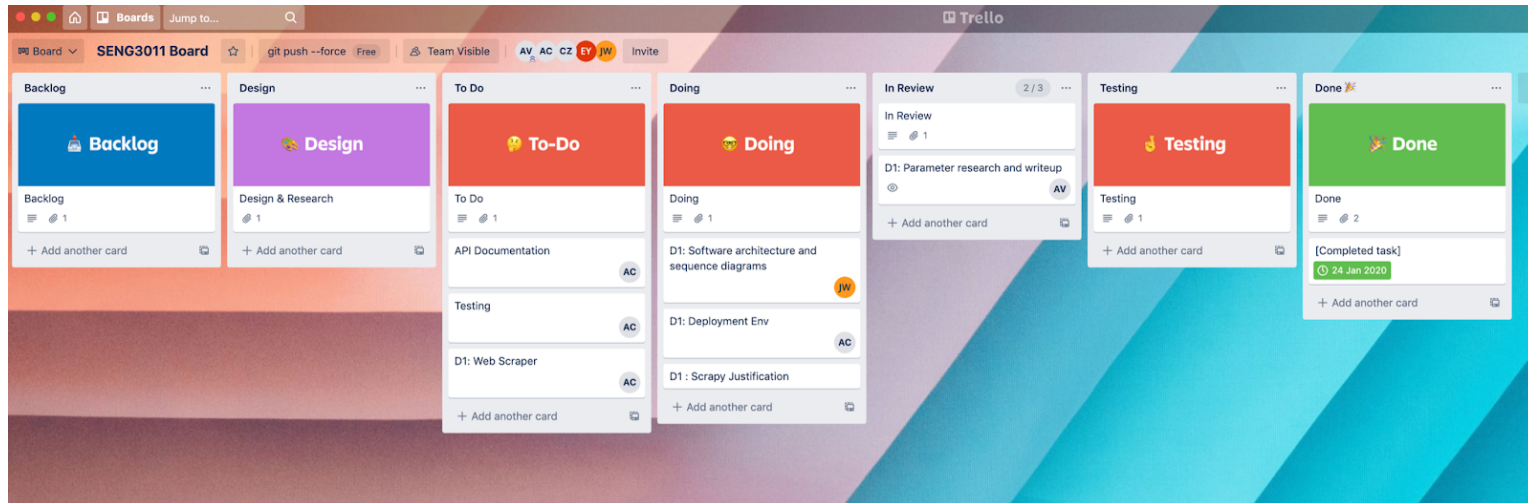 Boards
Jump to...
Trello
Board
SENG3011 Board
git push --force Free
Team Visible
AV AC CZ EY JW
Invite
Backlog
Backlog
Backlog
1
+ Add another card
Design
Design
Design & Research
1
+ Add another card
To Do
To-Do
To Do
1
API Documentation
AC
Testing
AC
D1: Web Scraper
AC
+ Add another card
Doing
Doing
Doing
1
D1: Software architecture and
sequence diagrams
JW
D1: Deployment Env
AC
D1 : Scrapy Justification
+ Add another card
In Review 2 / 3
In Review
1
D1: Parameter research and writeup
AV
+ Add another card
Testing
Testing
Testing
1
+ Add another card
Done 🎉
Done
Done
2
[Completed task]
24 Jan 2020
+ Add another card